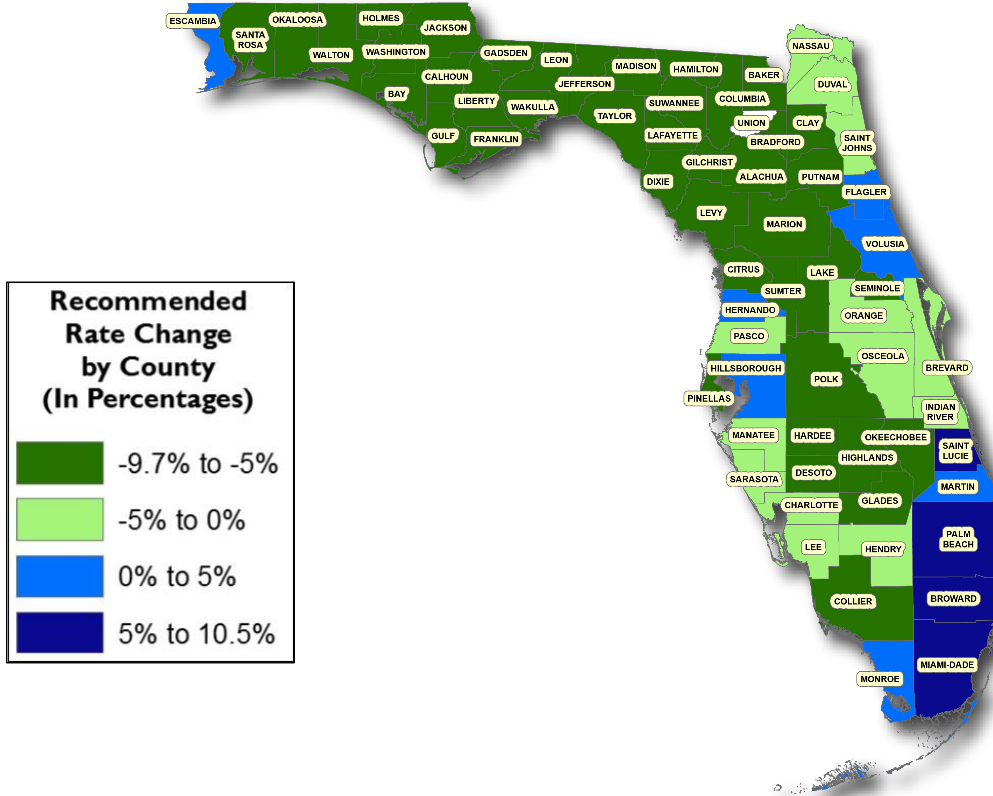 ESCAMBIA
OKALOOSA
HOLMES
JACKSON
SANTA
ROSA
WALTON
WASHINGTON
GADSDEN
LEON
MADISON
HAMILTON
BAKER
NASSAU
CALHOUN
JEFFERSON
DUVAL
BAY
LIBERTY
WAKULLA
SUWANNEE
COLUMBIA
TAYLOR
UNION
CLAY
GULF
FRANKLIN
LAFAYETTE
BRADFORD
SAINT
JOHNS
GILCHRIST
DIXIE
ALACHUA
PUTNAM
FLAGLER
LEVY
MARION
VOLUSIA
CITRUS
LAKE
SUMTER
SEMINOLE
HERNANDO
ORANGE
PASCO
OSCEOLA
HILLSBOROUGH
BREVARD
POLK
PINELLAS
INDIAN
RIVER
MANATEE
HARDEE
OKEECHOBEE
SAINT
LUCIE
HIGHLANDS
DESOTO
SARASOTA
MARTIN
CHARLOTTE
GLADES
PALM
BEACH
LEE
HENDRY
COLLIER
BROWARD
MIAMI-DADE
MONROE
Recommended
Rate Change
by County
(In Percentages)
-9.7% to -5%
-5% to 0%
0% to 5%
5% to 10.5%